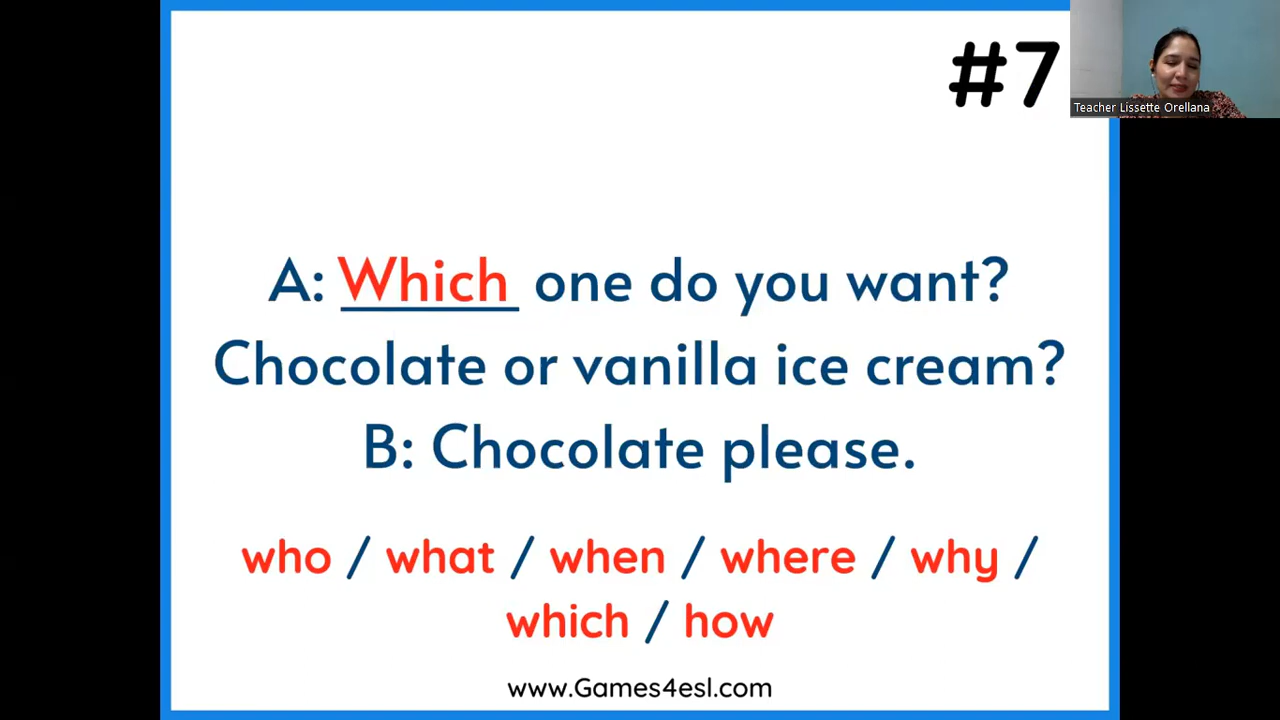 #7
Teacher Lissette Orellana
A: Which one do you want?
Chocolate or vanilla ice cream?
B: Chocolate please.
who / what / when / where / why /
which / how
www.Games4esl.com